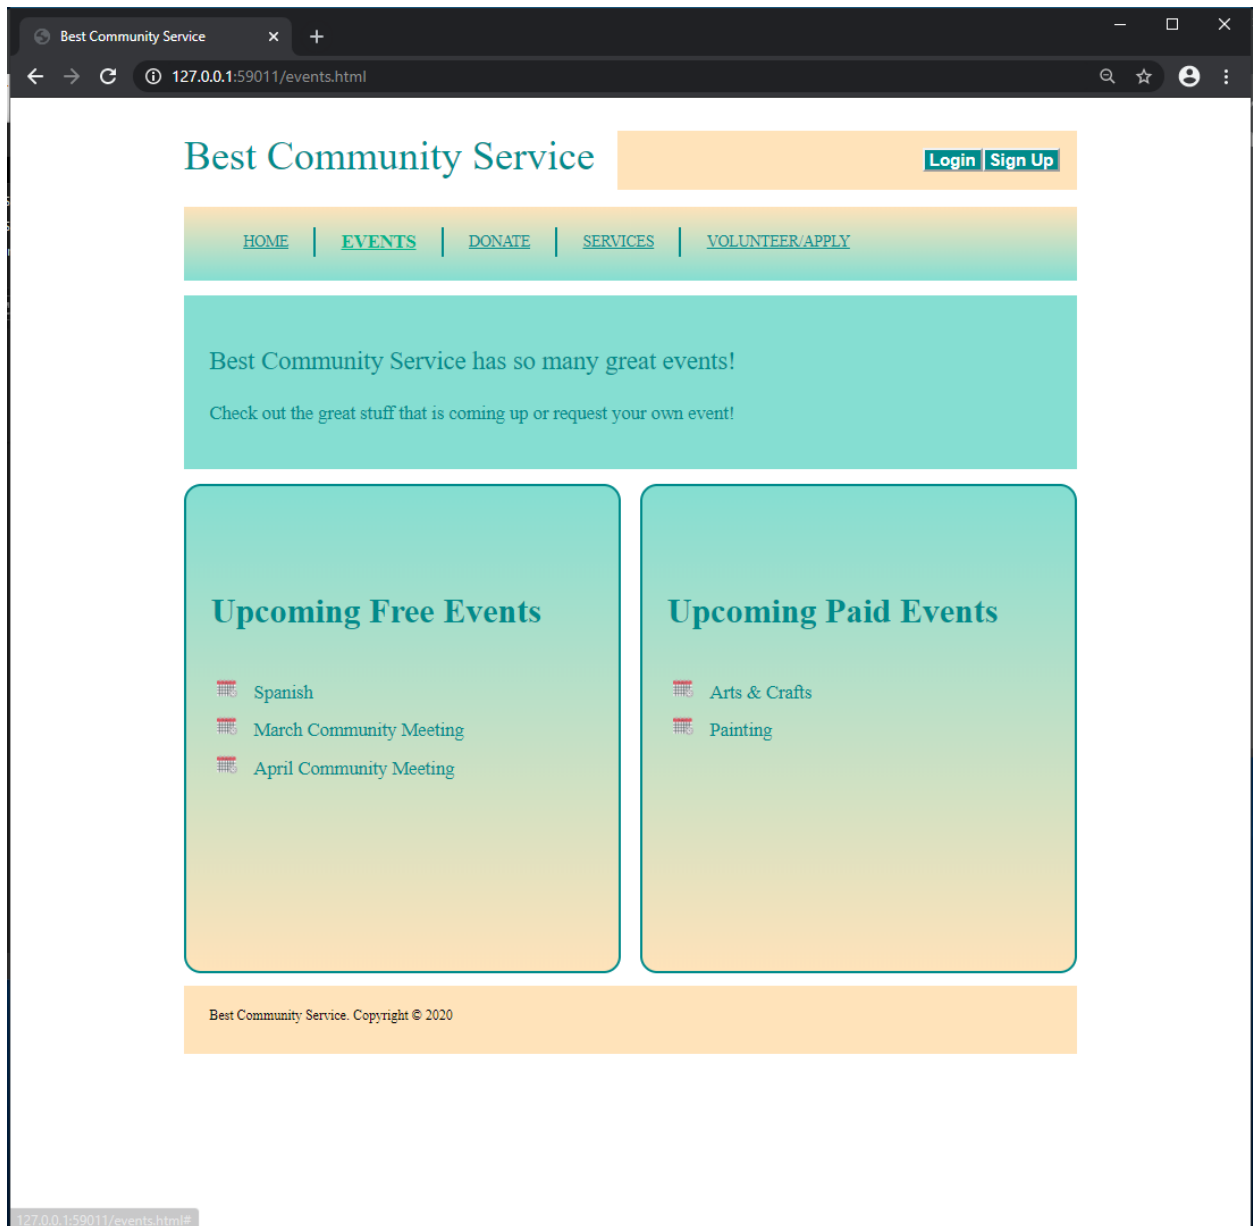 Best Community Service
127.0.0.1:59011/events.html
Best Community Service
Login Sign Up
HOME EVENTS DONATE SERVICES VOLUNTEER/APPLY
Best Community Service has so many great events!
Check out the great stuff that is coming up or request your own event!
Upcoming Free Events
Spanish
March Community Meeting
April Community Meeting
Upcoming Paid Events
Arts & Crafts
Painting
Best Community Service. Copyright © 2020
127.0.0.1:59011/events.html#